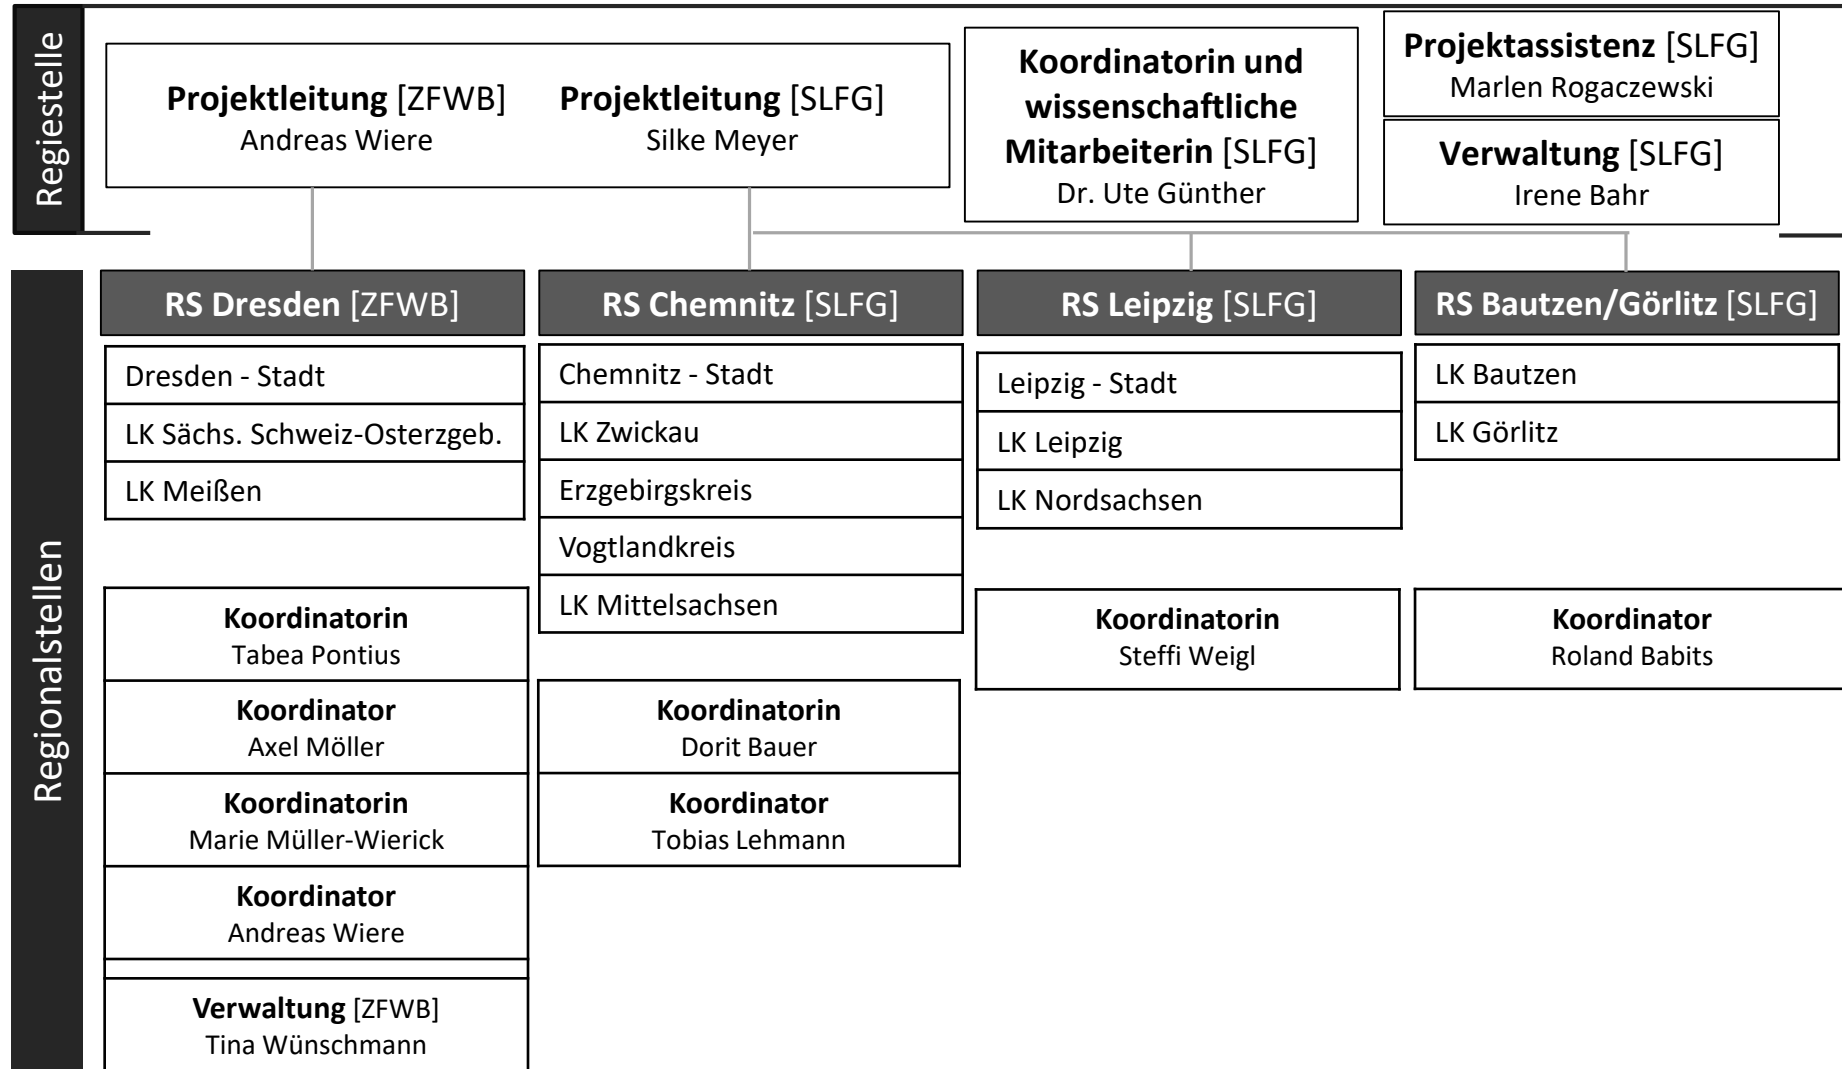 Regiestelle
Projektleitung [ZFWB]
Andreas Wiere
Projektleitung [SLFG]
Silke Meyer
Koordinatorin und
wissenschaftliche
Mitarbeiterin [SLFG]
Dr. Ute Günther
Projektassistenz [SLFG]
Marlen Rogaczewski
Verwaltung [SLFG]
Irene Bahr
Regionalstellen
RS Dresden [ZFWB]
Dresden - Stadt
LK Sächs. Schweiz-Osterzgeb.
LK Meißen
Koordinatorin
Tabea Pontius
Koordinator
Axel Möller
Koordinatorin
Marie Müller-Wierick
Koordinator
Andreas Wiere
Verwaltung [ZFWB]
Tina Wünschmann
RS Chemnitz [SLFG]
Chemnitz - Stadt
LK Zwickau
Erzgebirgskreis
Vogtlandkreis
LK Mittelsachsen
Koordinatorin
Dorit Bauer
Koordinator
Tobias Lehmann
RS Leipzig [SLFG]
Leipzig - Stadt
LK Leipzig
LK Nordsachsen
Koordinatorin
Steffi Weigl
RS Bautzen/Görlitz [SLFG]
LK Bautzen
LK Görlitz
Koordinator
Roland Babits